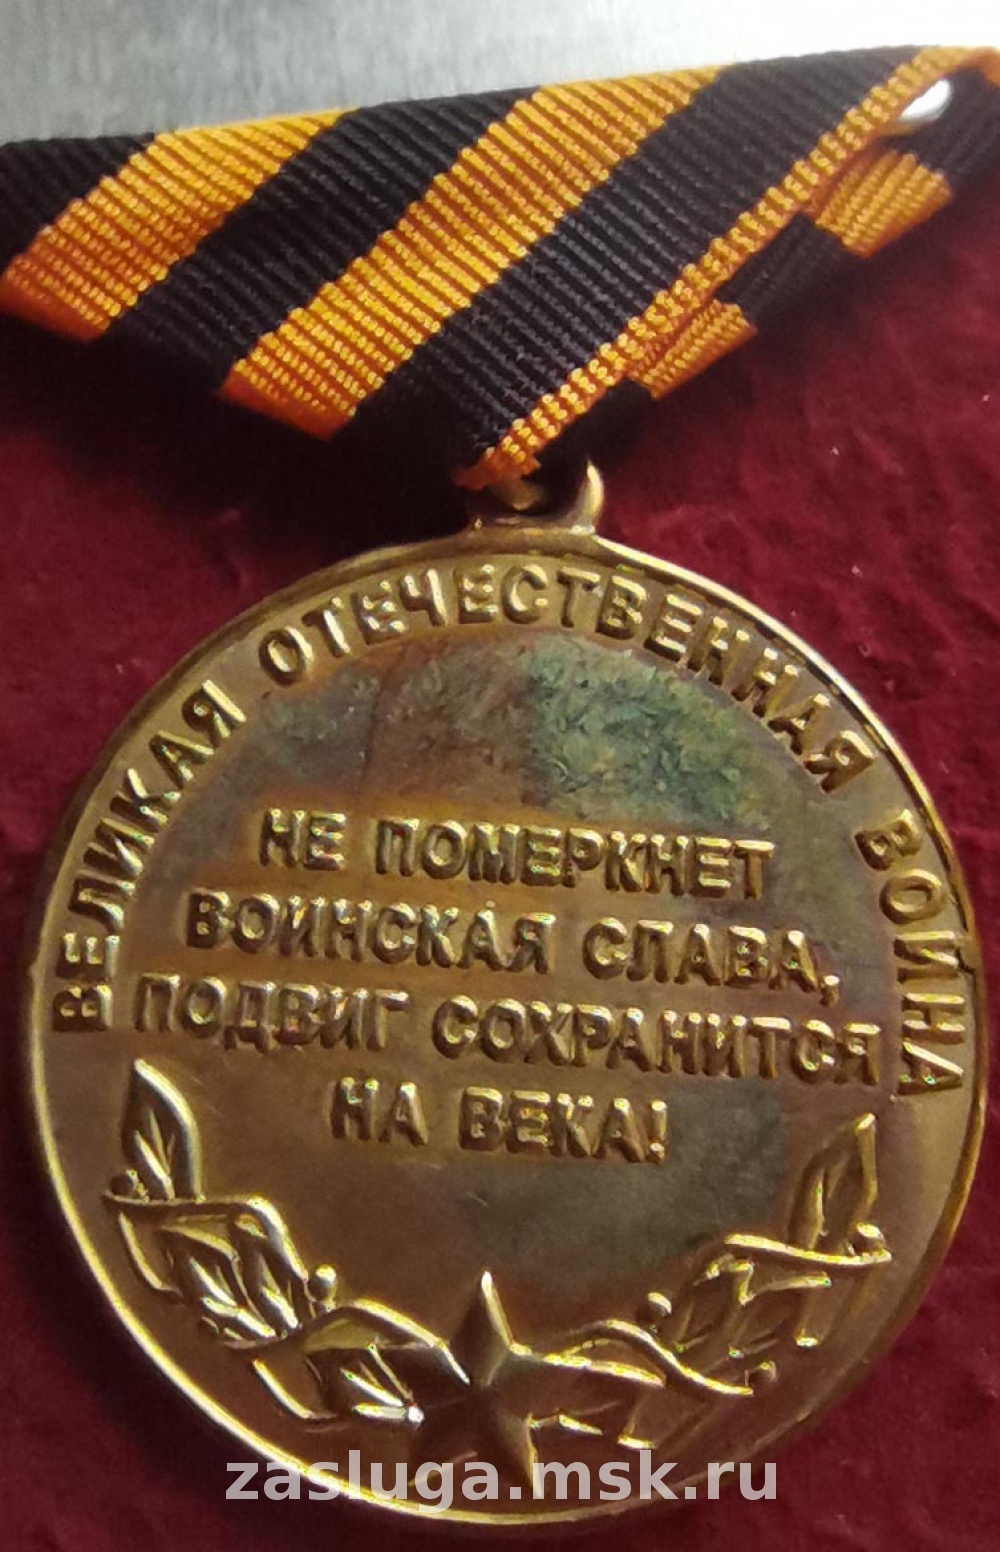 ВЕЛИКАЯ ОТЕЧЕСТВЕННАЯ ВОЙНА
НЕ ПОМЕРКНЕТ
ВОИНСКАЯ СЛАВА,
ПОДВИГ СОХРАНИТСЯ
НА ВЕКА!
zasluga.msk.ru